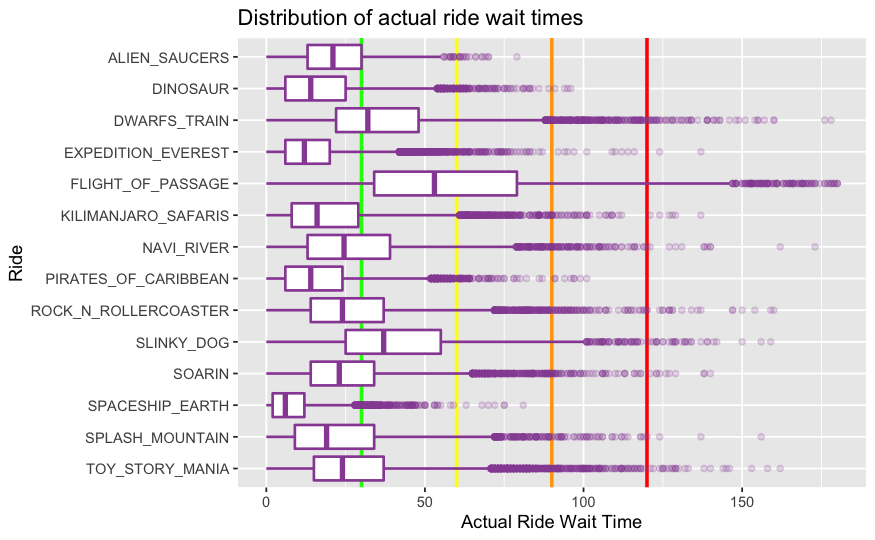 Distribution of actual ride wait times
Ride
ALIEN_SAUCERS
DINOSAUR
DWARFS_TRAIN
EXPEDITION_EVEREST
FLIGHT_OF_PASSAGE
KILIMANJARO_SAFARIS
NAVI_RIVER
PIRATES_OF_CARIBBEAN
ROCK_N_ROLLERCOASTER
SLINKY_DOG
SOARIN
SPACESHIP_EARTH
SPLASH_MOUNTAIN
TOY_STORY_MANIA
0 50 100 150
Actual Ride Wait Time